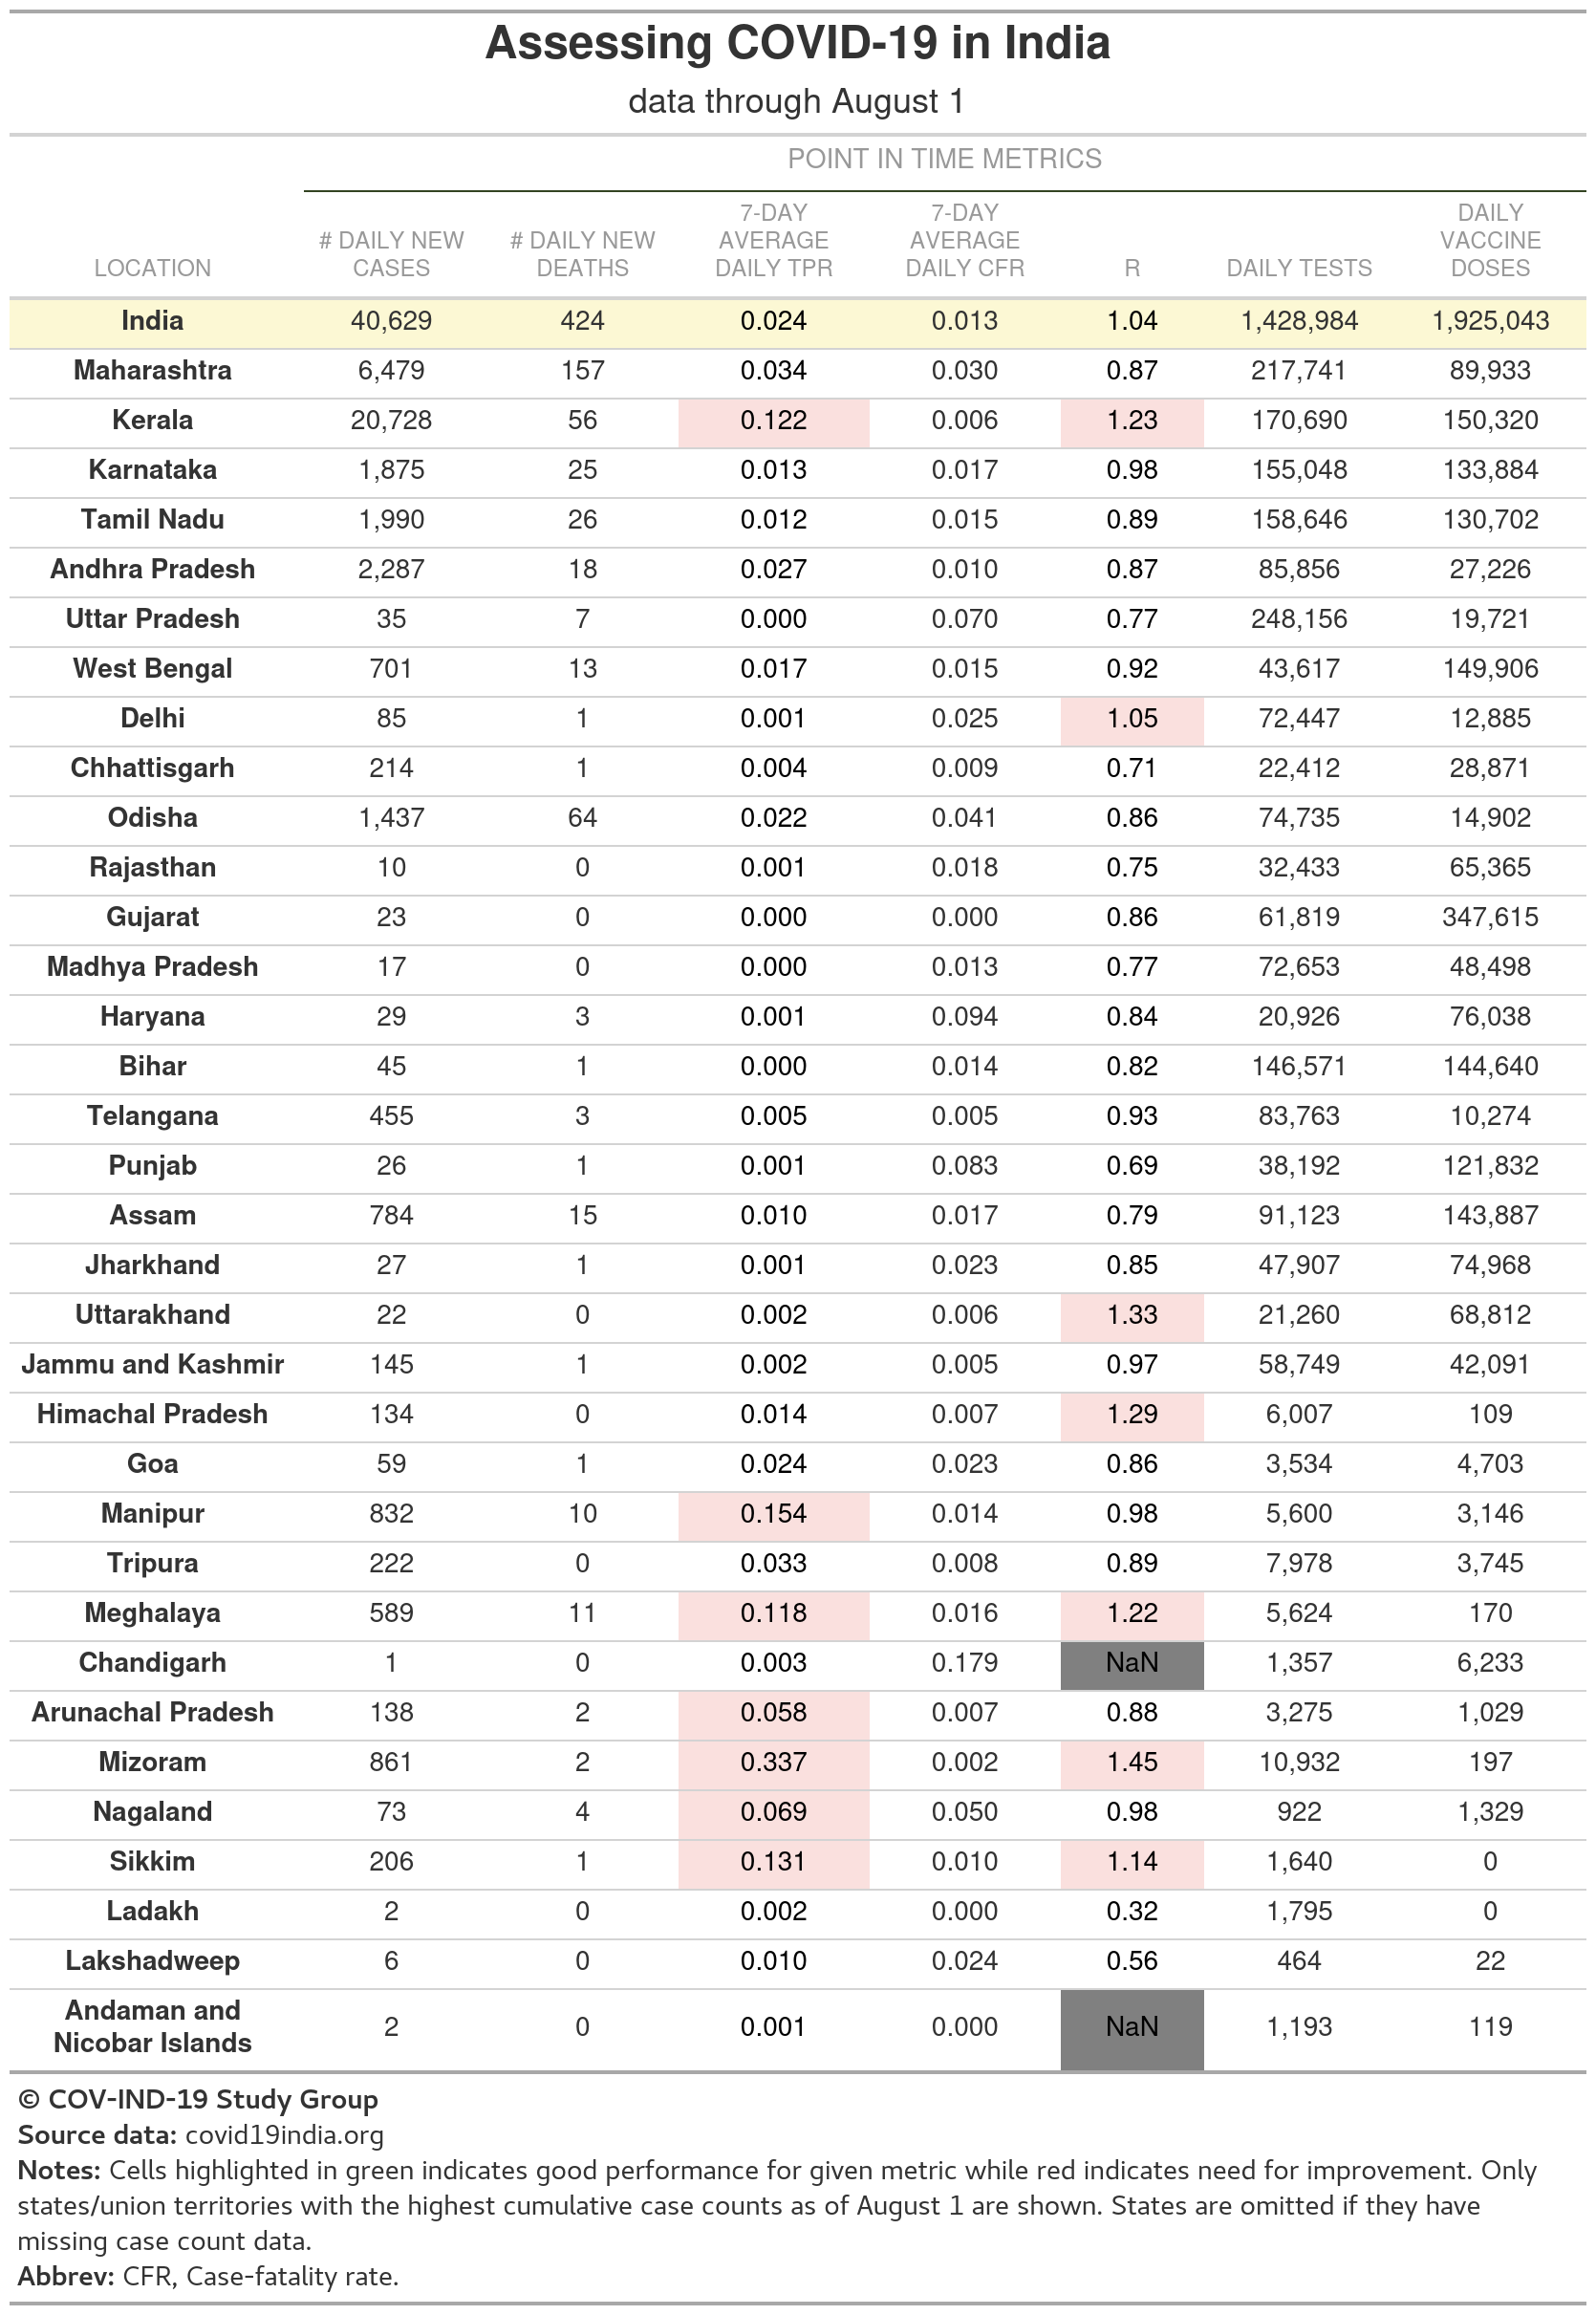 Assessing COVID-19 in India
data through August 1
POINT IN TIME METRICS
LOCATION # DAILY NEW CASES # DAILY NEW DEATHS 7-DAY AVERAGE DAILY TPR 7-DAY AVERAGE DAILY CFR R DAILY TESTS DAILY VACCINE DOSES
India 40,629 424 0.024 0.013 1.04 1,428,984 1,925,043
Maharashtra 6,479 157 0.034 0.030 0.87 217,741 89,933
Kerala 20,728 56 0.122 0.006 1.23 170,690 150,320
Karnataka 1,875 25 0.013 0.017 0.98 155,048 133,884
Tamil Nadu 1,990 26 0.012 0.015 0.89 158,646 130,702
Andhra Pradesh 2,287 18 0.027 0.010 0.87 85,856 27,226
Uttar Pradesh 35 7 0.000 0.070 0.77 248,156 19,721
West Bengal 701 13 0.017 0.015 0.92 43,617 149,906
Delhi 85 1 0.001 0.025 1.05 72,447 12,885
Chhattisgarh 214 1 0.004 0.009 0.71 22,412 28,871
Odisha 1,437 64 0.022 0.041 0.86 74,735 14,902
Rajasthan 10 0 0.001 0.018 0.75 32,433 65,365
Gujarat 23 0 0.000 0.000 0.86 61,819 347,615
Madhya Pradesh 17 0 0.000 0.013 0.77 72,653 48,498
Haryana 29 3 0.001 0.094 0.84 20,926 76,038
Bihar 45 1 0.000 0.014 0.82 146,571 144,640
Telangana 455 3 0.005 0.005 0.93 83,763 10,274
Punjab 26 1 0.001 0.083 0.69 38,192 121,832
Assam 784 15 0.010 0.017 0.79 91,123 143,887
Jharkhand 27 1 0.001 0.023 0.85 47,907 74,968
Uttarakhand 22 0 0.002 0.006 1.33 21,260 68,812
Jammu and Kashmir 145 1 0.002 0.005 0.97 58,749 42,091
Himachal Pradesh 134 0 0.014 0.007 1.29 6,007 109
Goa 59 1 0.024 0.023 0.86 3,534 4,703
Manipur 832 10 0.154 0.014 0.98 5,600 3,146
Tripura 222 0 0.033 0.008 0.89 7,978 3,745
Meghalaya 589 11 0.118 0.016 1.22 5,624 170
Chandigarh 1 0 0.003 0.179 NaN 1,357 6,233
Arunachal Pradesh 138 2 0.058 0.007 0.88 3,275 1,029
Mizoram 861 2 0.337 0.002 1.45 10,932 197
Nagaland 73 4 0.069 0.050 0.98 922 1,329
Sikkim 206 1 0.131 0.010 1.14 1,640 0
Ladakh 2 0 0.002 0.000 0.32 1,795 0
Lakshadweep 6 0 0.010 0.024 0.56 464 22
Andaman and Nicobar Islands 2 0 0.001 0.000 NaN 1,193 119
© COV-IND-19 Study Group
Source data: covid19india.org
Notes: Cells highlighted in green indicates good performance for given metric while red indicates need for improvement. Only
states/union territories with the highest cumulative case counts as of August 1 are shown. States are omitted if they have
missing case count data.
Abbrev: CFR, Case-fatality rate.